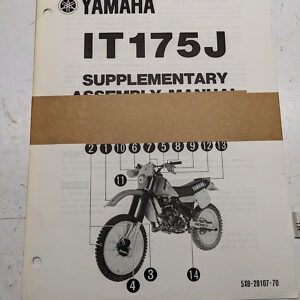 YAMAHA
IT175J
SUPPLEMENTARY
ASSEMBLY MANUAL
2 1 10 6 7 5 8 9 12 13
11
YAMAHA
4 3 14
5X8-28107-70